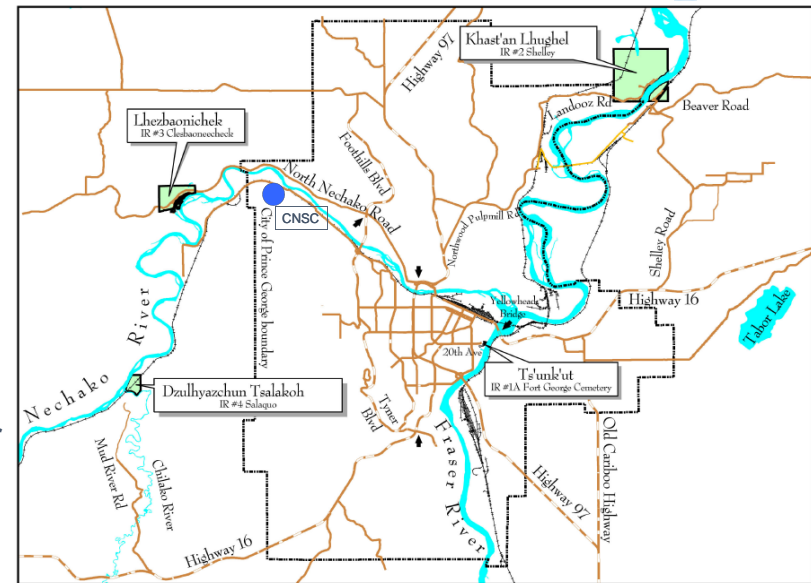 Highway 97
Khast'an Lhughel
IR #2 Shelley
Landooz Rd
Beaver Road
Lhezbaonichek
IR #3 Clesbaoneecheck
Foothills Blvd
North Nechako Road
CNSC
City of Prince George boundary
Northwood Pulpmill Rd
Shelley Road
Nechako River
Yellowhead
Bridge
Highway 16
Tabor Lake
20th Ave
Ts'unk'ut
IR #1A Fort George Cemetery
Dzulhyazchun Tsalakoh
IR #4 Salaquo
Tyner
Blvd
Mud River Rd
Chilako River
Fraser River
Old Cariboo Highway
Highway 97
Highway 16